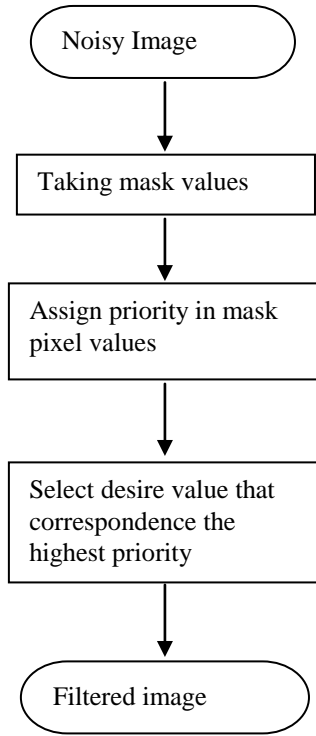 Noisy Image
Taking mask values
Assign priority in mask
pixel values
Select desire value that
correspondence the
highest priority
Filtered image